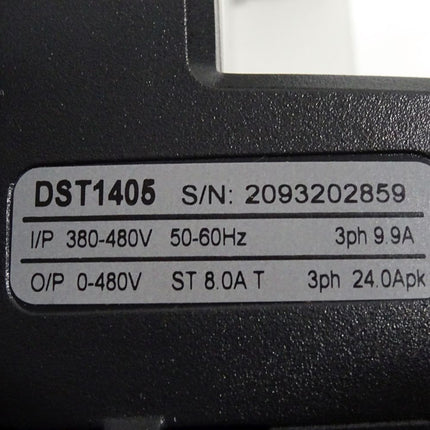 DST1405 S/N: 2093202859
I/P 380-480V 50-60Hz 3ph 9.9A
O/P 0-480V ST 8.0A T 3ph 24.0Apk